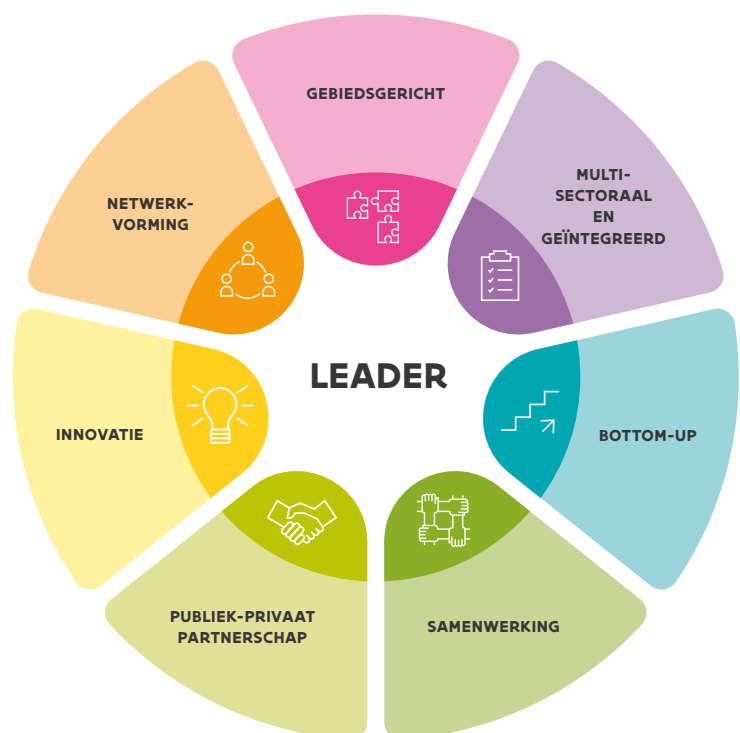 GEBIEDSGERICHT
MULTI-
SECTORAAL
EN
GEÏNTEGREERD
NETWERK-
VORMING
LEADER
INNOVATIE
BOTTOM-UP
PUBLIEK-PRIVAAT
PARTNERSCHAP
SAMENWERKING